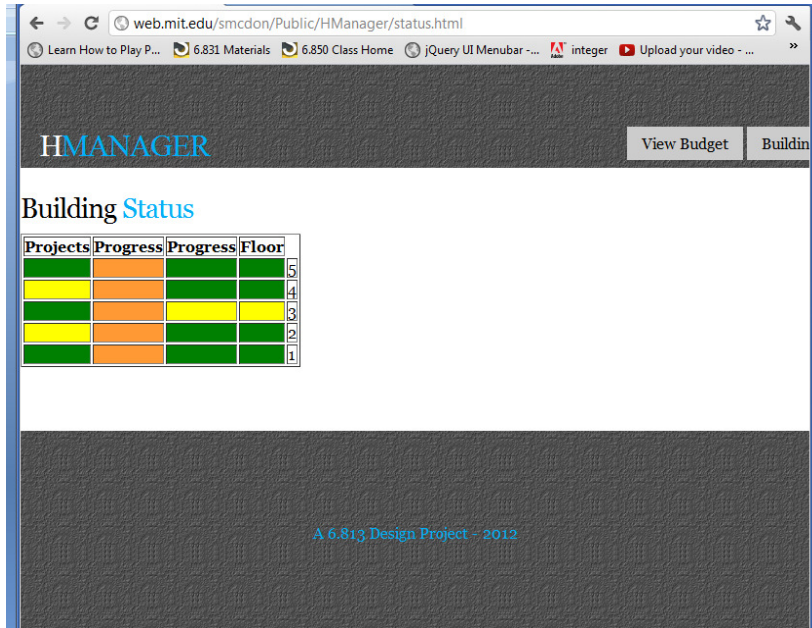 web.mit.edu/smcdon/Public/HManager/status.html
Learn How to Play P... 6.831 Materials 6.850 Class Home jQuery UI Menubar -... Adobe integer Upload your video - ... »
HMANAGER View Budget Buildin
Building Status
Projects Progress Progress Floor
5
4
3
2
1
A 6.813 Design Project - 2012